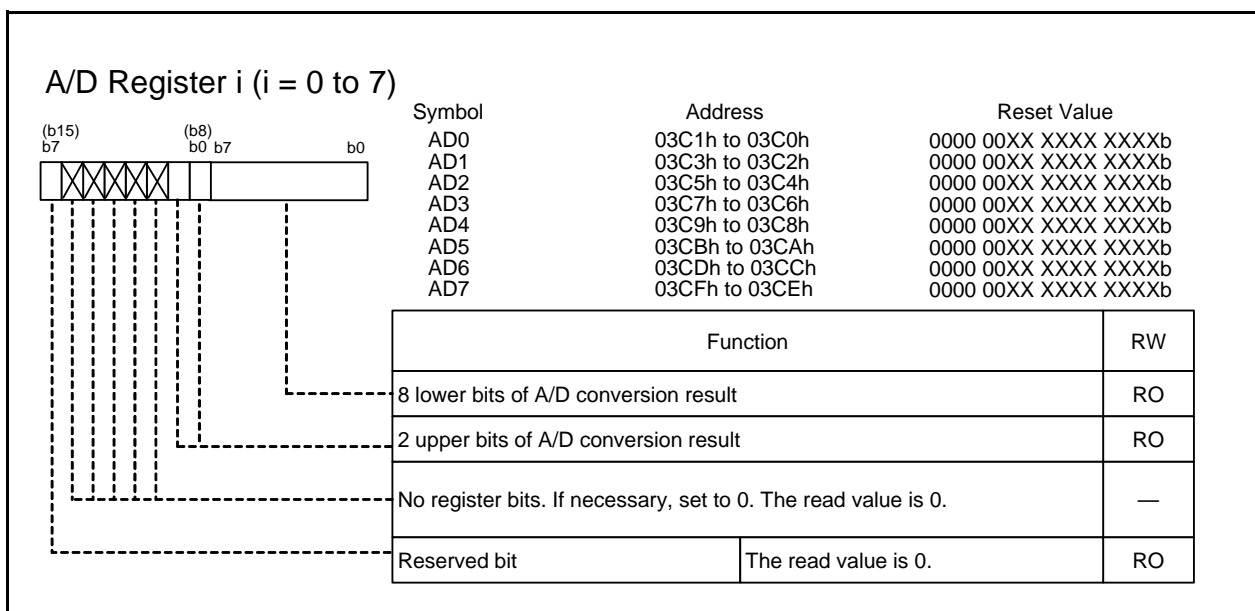 A/D Register i (i = 0 to 7)
Symbol Address Reset Value
(b15) (b8)
b7 b0 b7 b0
AD0 03C1h to 03C0h 0000 00XX XXXX XXXXb
AD1 03C3h to 03C2h 0000 00XX XXXX XXXXb
AD2 03C5h to 03C4h 0000 00XX XXXX XXXXb
AD3 03C7h to 03C6h 0000 00XX XXXX XXXXb
AD4 03C9h to 03C8h 0000 00XX XXXX XXXXb
AD5 03CBh to 03CAh 0000 00XX XXXX XXXXb
AD6 03CDh to 03CCh 0000 00XX XXXX XXXXb
AD7 03CFh to 03CEh 0000 00XX XXXX XXXXb
Function RW
8 lower bits of A/D conversion result RO
2 upper bits of A/D conversion result RO
No register bits. If necessary, set to 0. The read value is 0. —
Reserved bit The read value is 0. RO